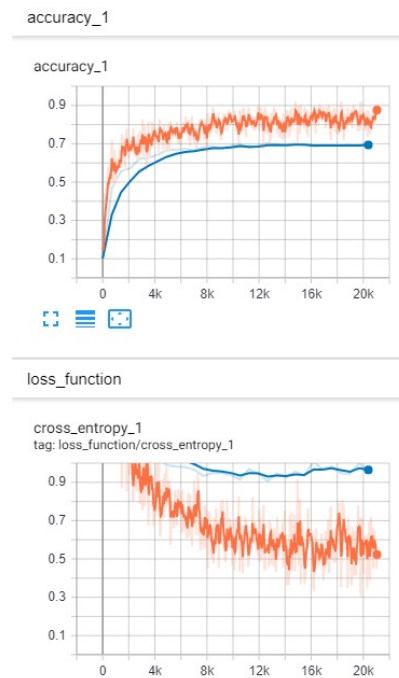 accuracy_1
accuracy_1
0.9
0.7
0.5
0.3
0.1
0 4k 8k 12k 16k 20k
loss_function
cross_entropy_1
tag: loss_function/cross_entropy_1
0.9
0.7
0.5
0.3
0.1
0 4k 8k 12k 16k 20k